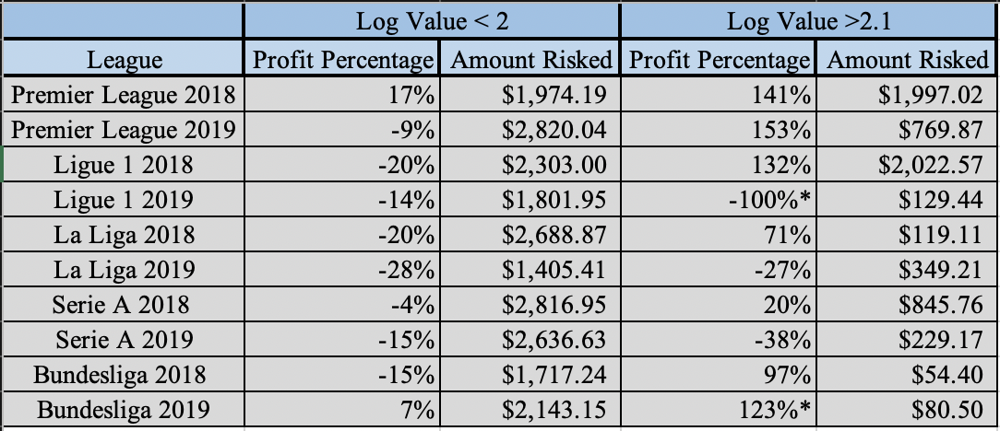 Log Value < 2 Log Value >2.1
League Profit Percentage Amount Risked Profit Percentage Amount Risked
Premier League 2018 17% $1,974.19 141% $1,997.02
Premier League 2019 -9% $2,820.04 153% $769.87
Ligue 1 2018 -20% $2,303.00 132% $2,022.57
Ligue 1 2019 -14% $1,801.95 -100%* $129.44
La Liga 2018 -20% $2,688.87 71% $119.11
La Liga 2019 -28% $1,405.41 -27% $349.21
Serie A 2018 -4% $2,816.95 20% $845.76
Serie A 2019 -15% $2,636.63 -38% $229.17
Bundesliga 2018 -15% $1,717.24 97% $54.40
Bundesliga 2019 7% $2,143.15 123%* $80.50